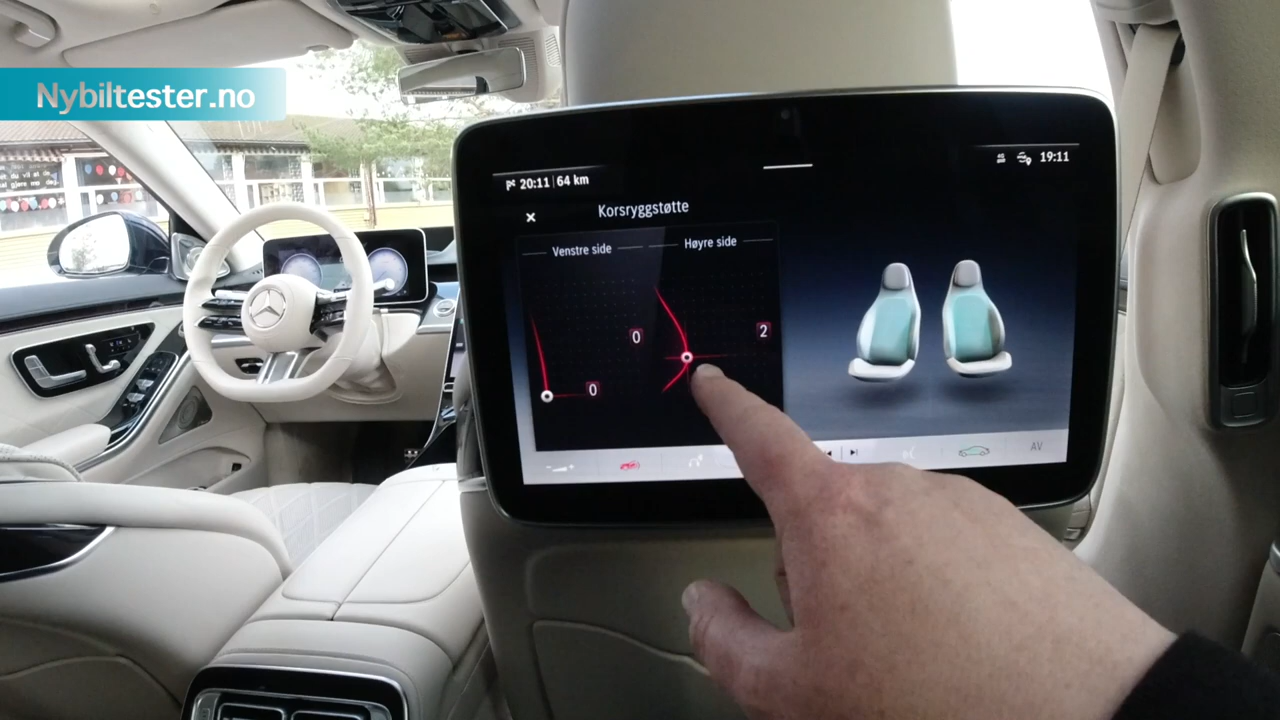 Nybiltester.no
20:11 | 64 km
19:11
Korsryggstøtte
Venstre side
Høyre side
0
2
0
AV